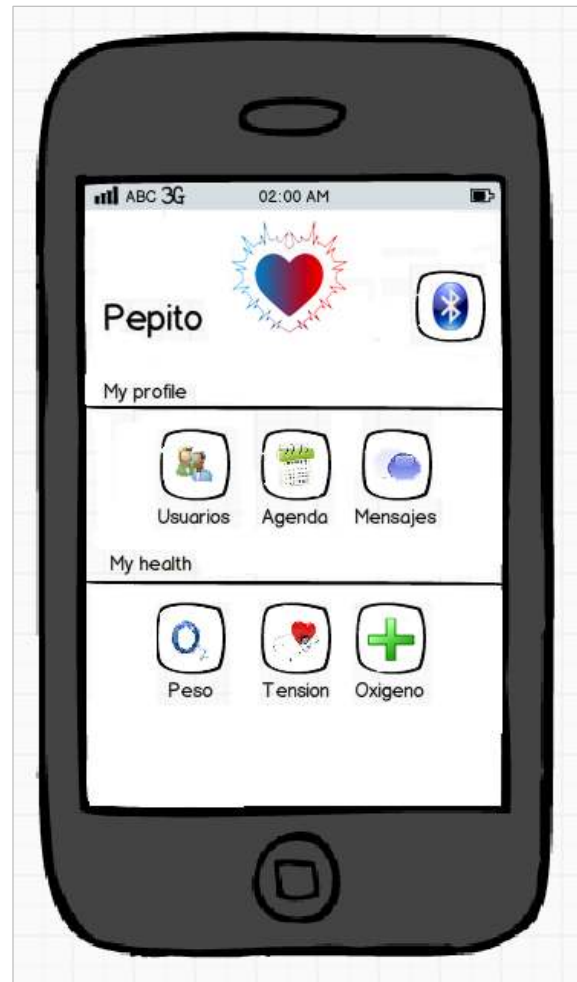 ABC 3G 02:00 AM
Pepito
My profile
Usuarios Agenda Mensajes
My health
Peso Tension Oxigeno